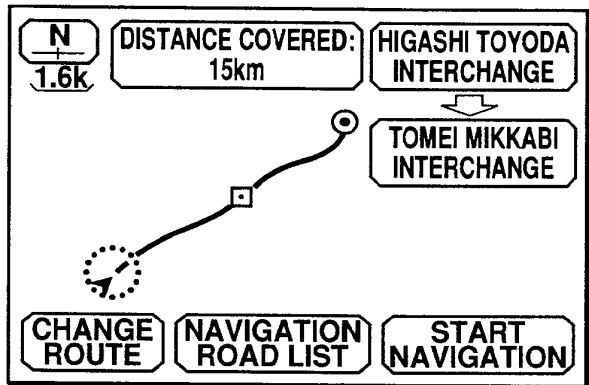 N
1.6k
DISTANCE COVERED:
15km
HIGASHI TOYODA
INTERCHANGE
TOMEI MIKKABI
INTERCHANGE
CHANGE
ROUTE
NAVIGATION
ROAD LIST
START
NAVIGATION